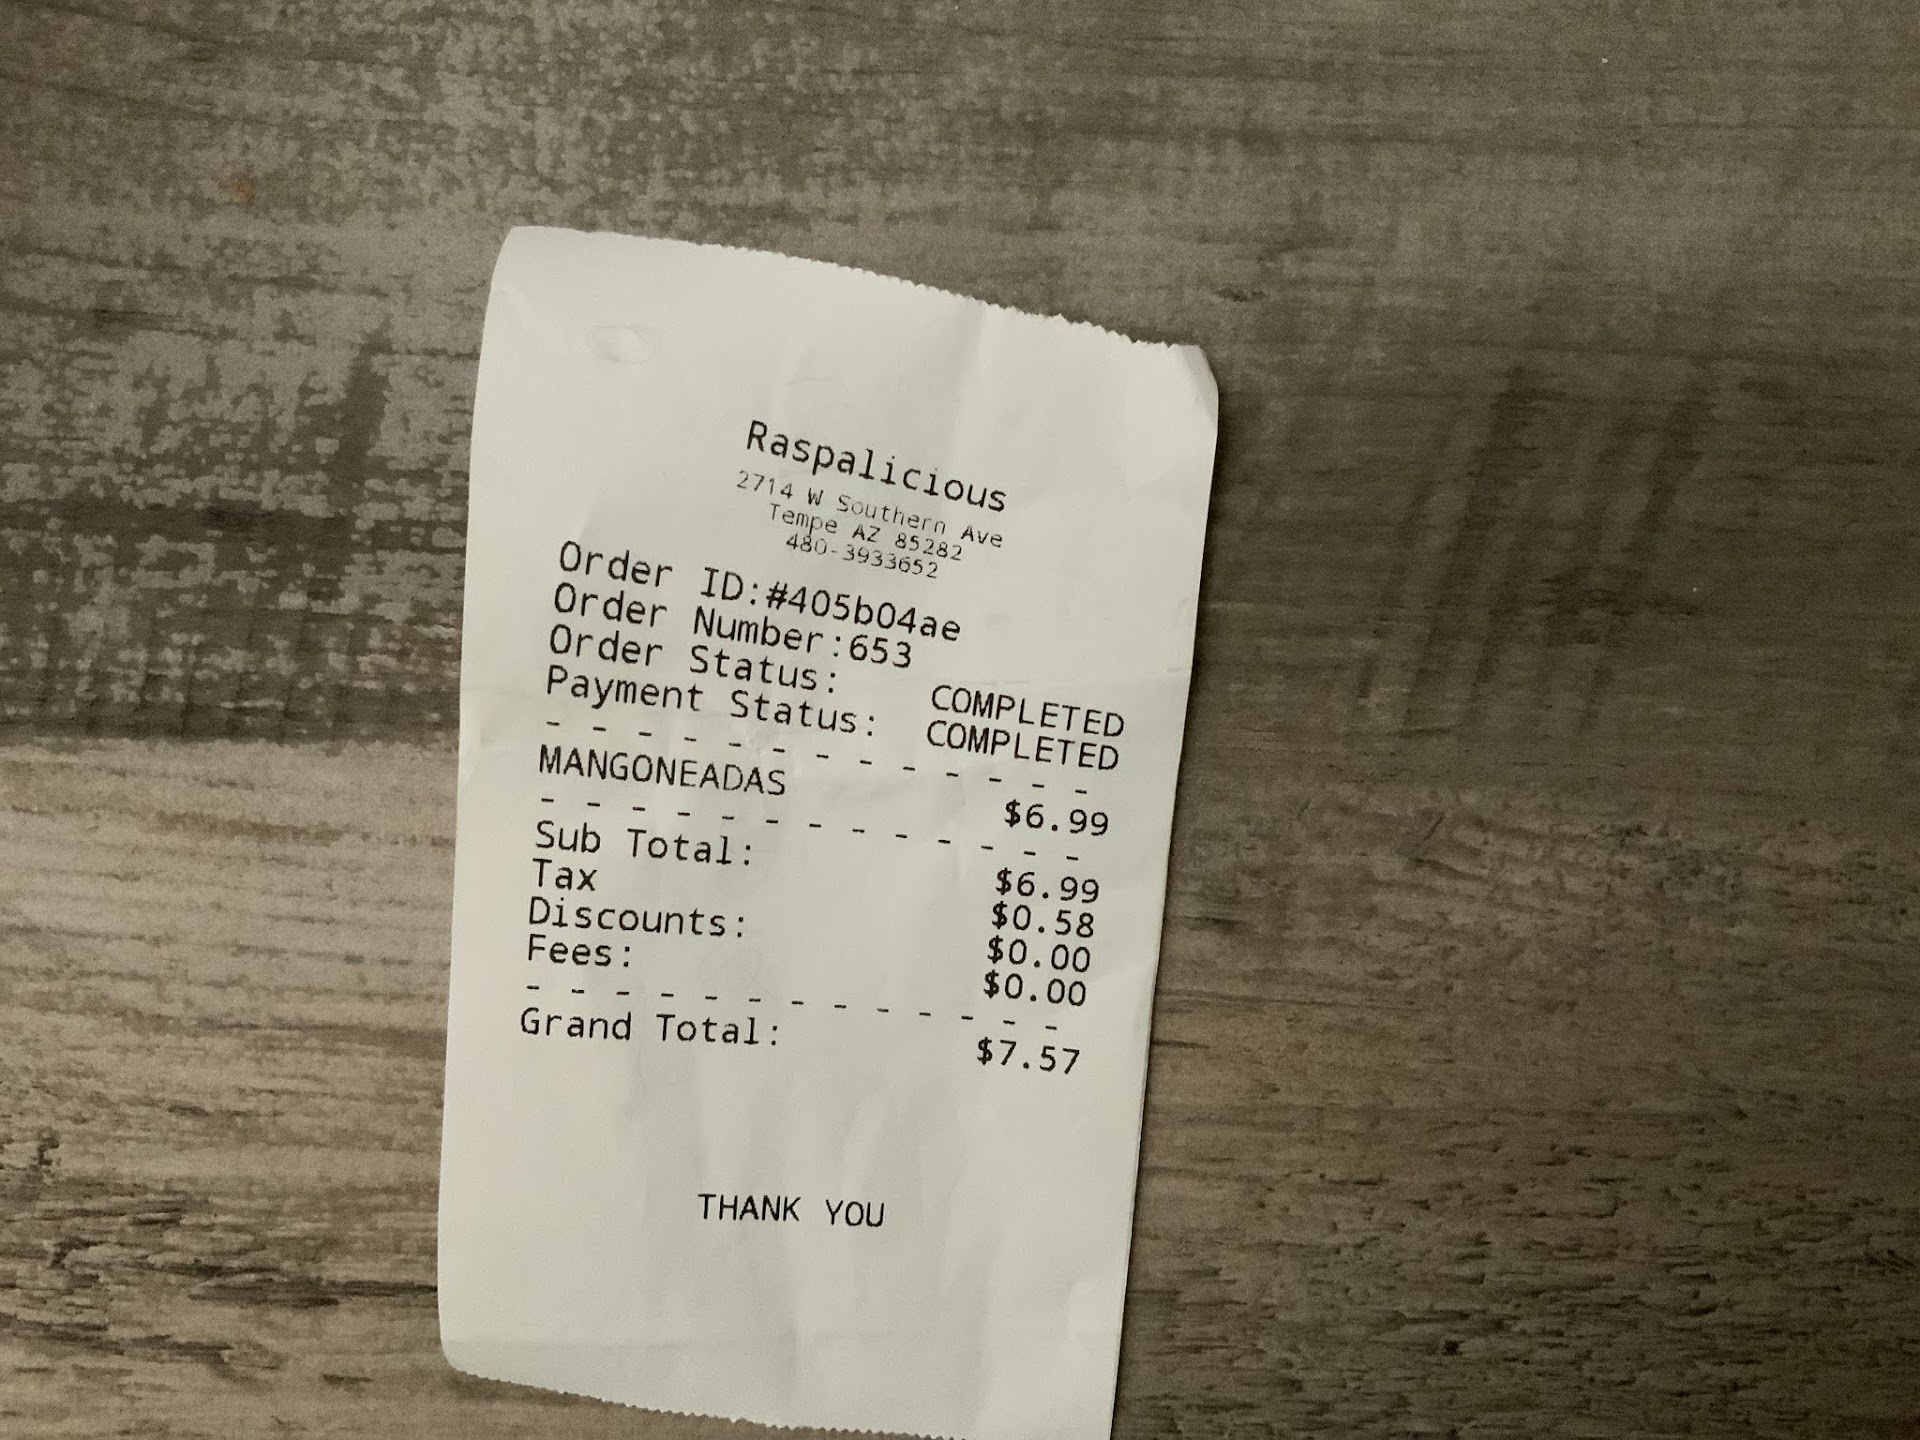 Raspalicious
2714 W Southern Ave
Tempe AZ 85282
480-3933652
Order ID:#405b04ae
Order Number:653
Order Status: COMPLETED
Payment Status: COMPLETED
- - - - - - - - - - - - -
MANGONEADAS $6.99
- - - - - - - - - - - - -
Sub Total: $6.99
Tax $0.58
Discounts: $0.00
Fees: $0.00
- - - - - - - - - - - - -
Grand Total: $7.57
THANK YOU